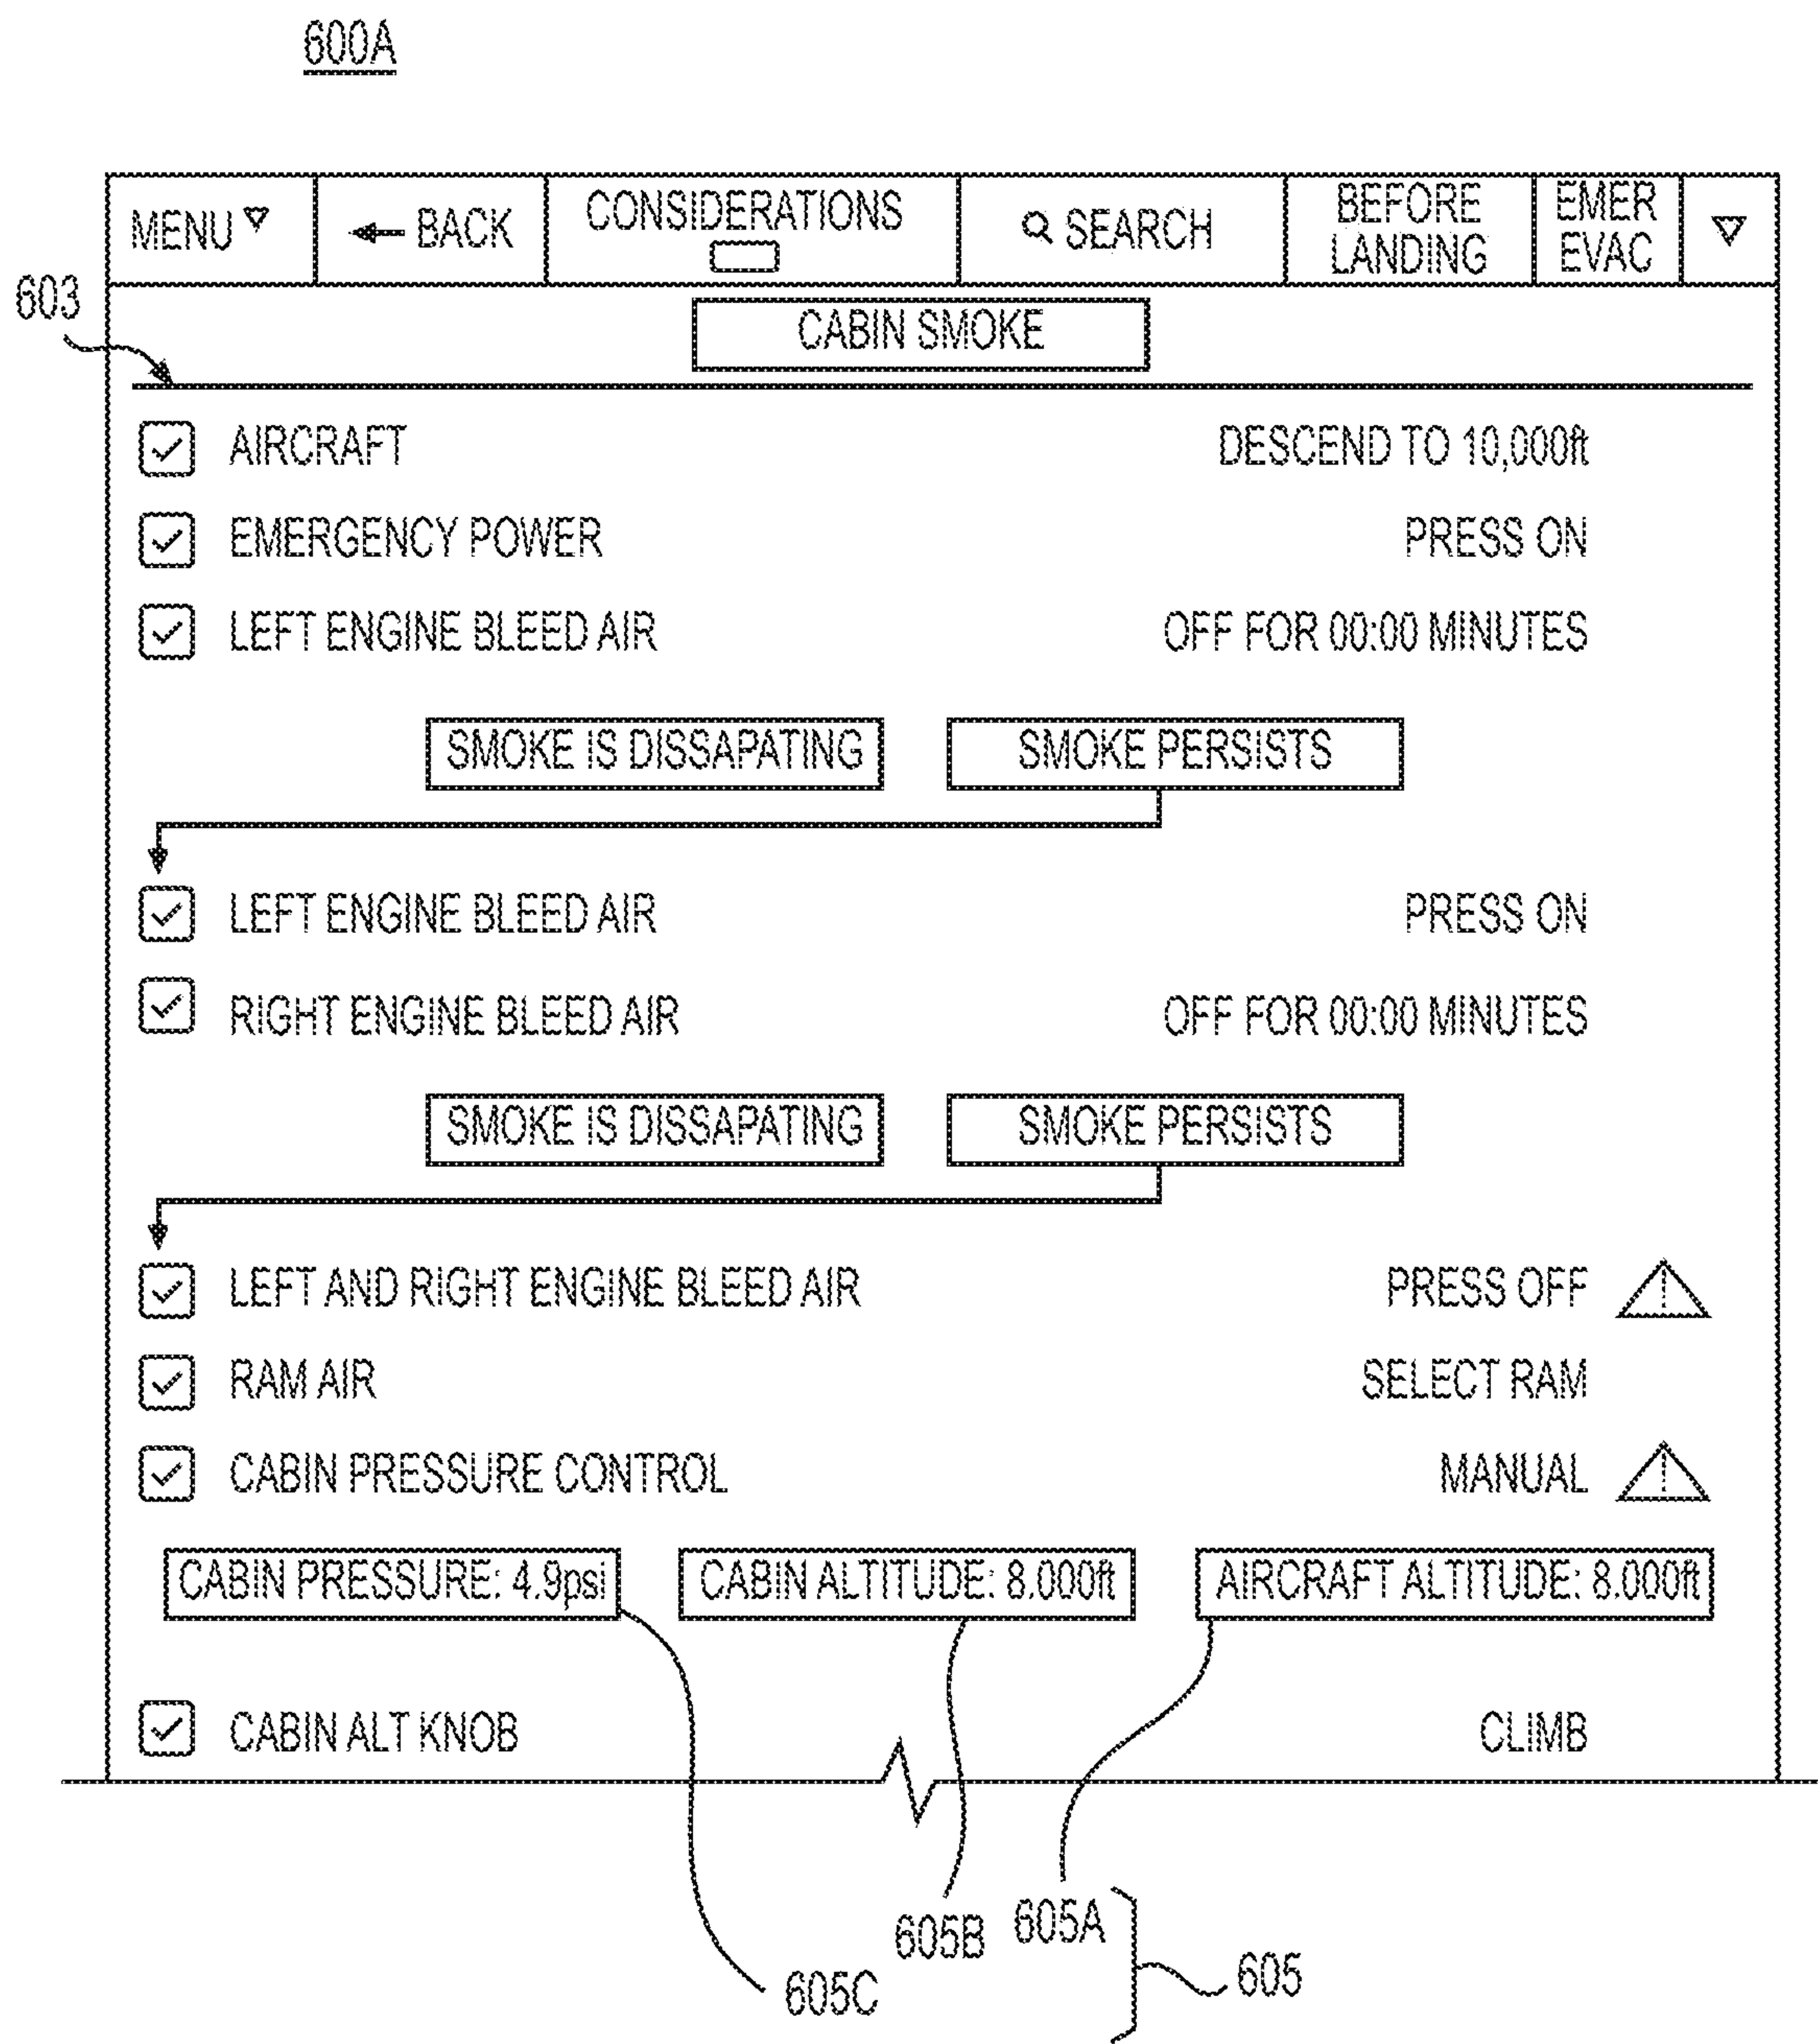 600A
MENU
BACK
CONSIDERATIONS
SEARCH
BEFORE
LANDING
EMER
EVAC
603
CABIN SMOKE
AIRCRAFT DESCEND TO 10,000ft
EMERGENCY POWER PRESS ON
LEFT ENGINE BLEED AIR OFF FOR 00:00 MINUTES
SMOKE IS DISSAPATING SMOKE PERSISTS
LEFT ENGINE BLEED AIR PRESS ON
RIGHT ENGINE BLEED AIR OFF FOR 00:00 MINUTES
SMOKE IS DISSAPATING SMOKE PERSISTS
LEFT AND RIGHT ENGINE BLEED AIR PRESS OFF
RAM AIR SELECT RAM
CABIN PRESSURE CONTROL MANUAL
CABIN PRESSURE: 4.9psi CABIN ALTITUDE: 8.000ft AIRCRAFT ALTITUDE: 8.000ft
CABIN ALT KNOB CLIMB
605A
605B
605C
605